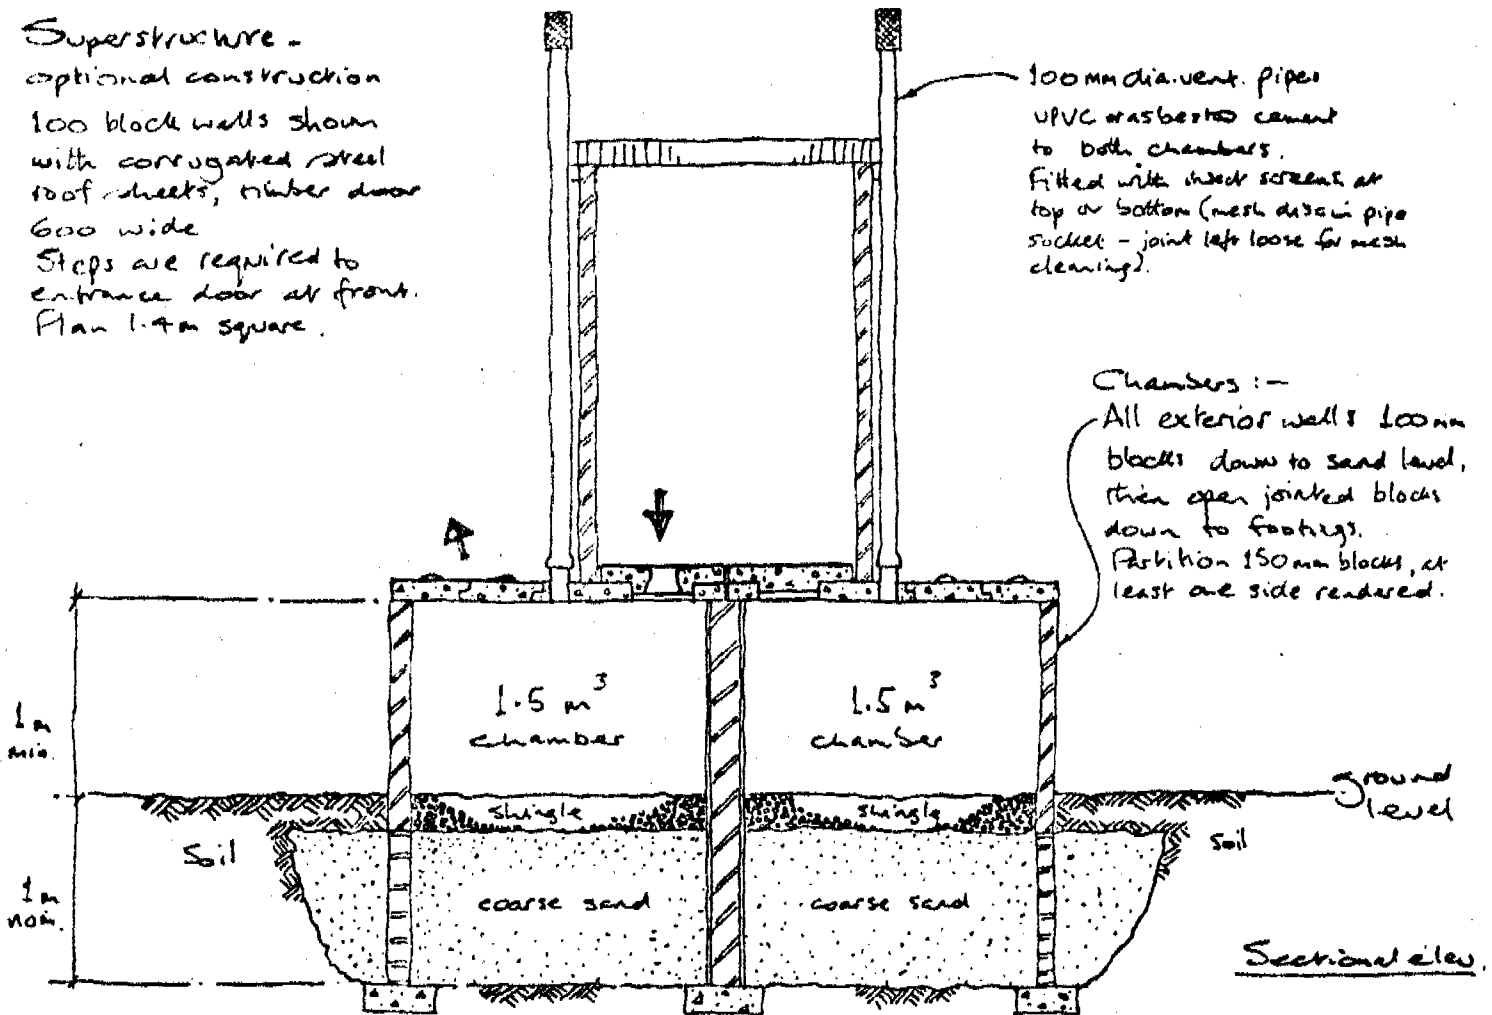 Superstructure -
optional construction
100 block walls shown
with corrugated steel
roof sheets, timber door
600 wide
Steps are required to
entrance door at front.
Plan 1.4m square.
100mm dia. vent. pipes
uPVC or asbestos cement
to both chambers.
Fitted with insect screens at
top or bottom (mesh disc in pipe
socket - joint left loose for mesh
cleaning).
Chambers :-
All exterior walls 100mm
blocks down to sand level,
then open jointed blocks
down to footings.
Partition 150mm blocks, at
least one side rendered.
1.5 m³
chamber
1.5 m³
chamber
1m
min.
ground
level
shingle
shingle
Soil
Soil
1m
nom.
coarse sand
coarse sand
Sectional elev.